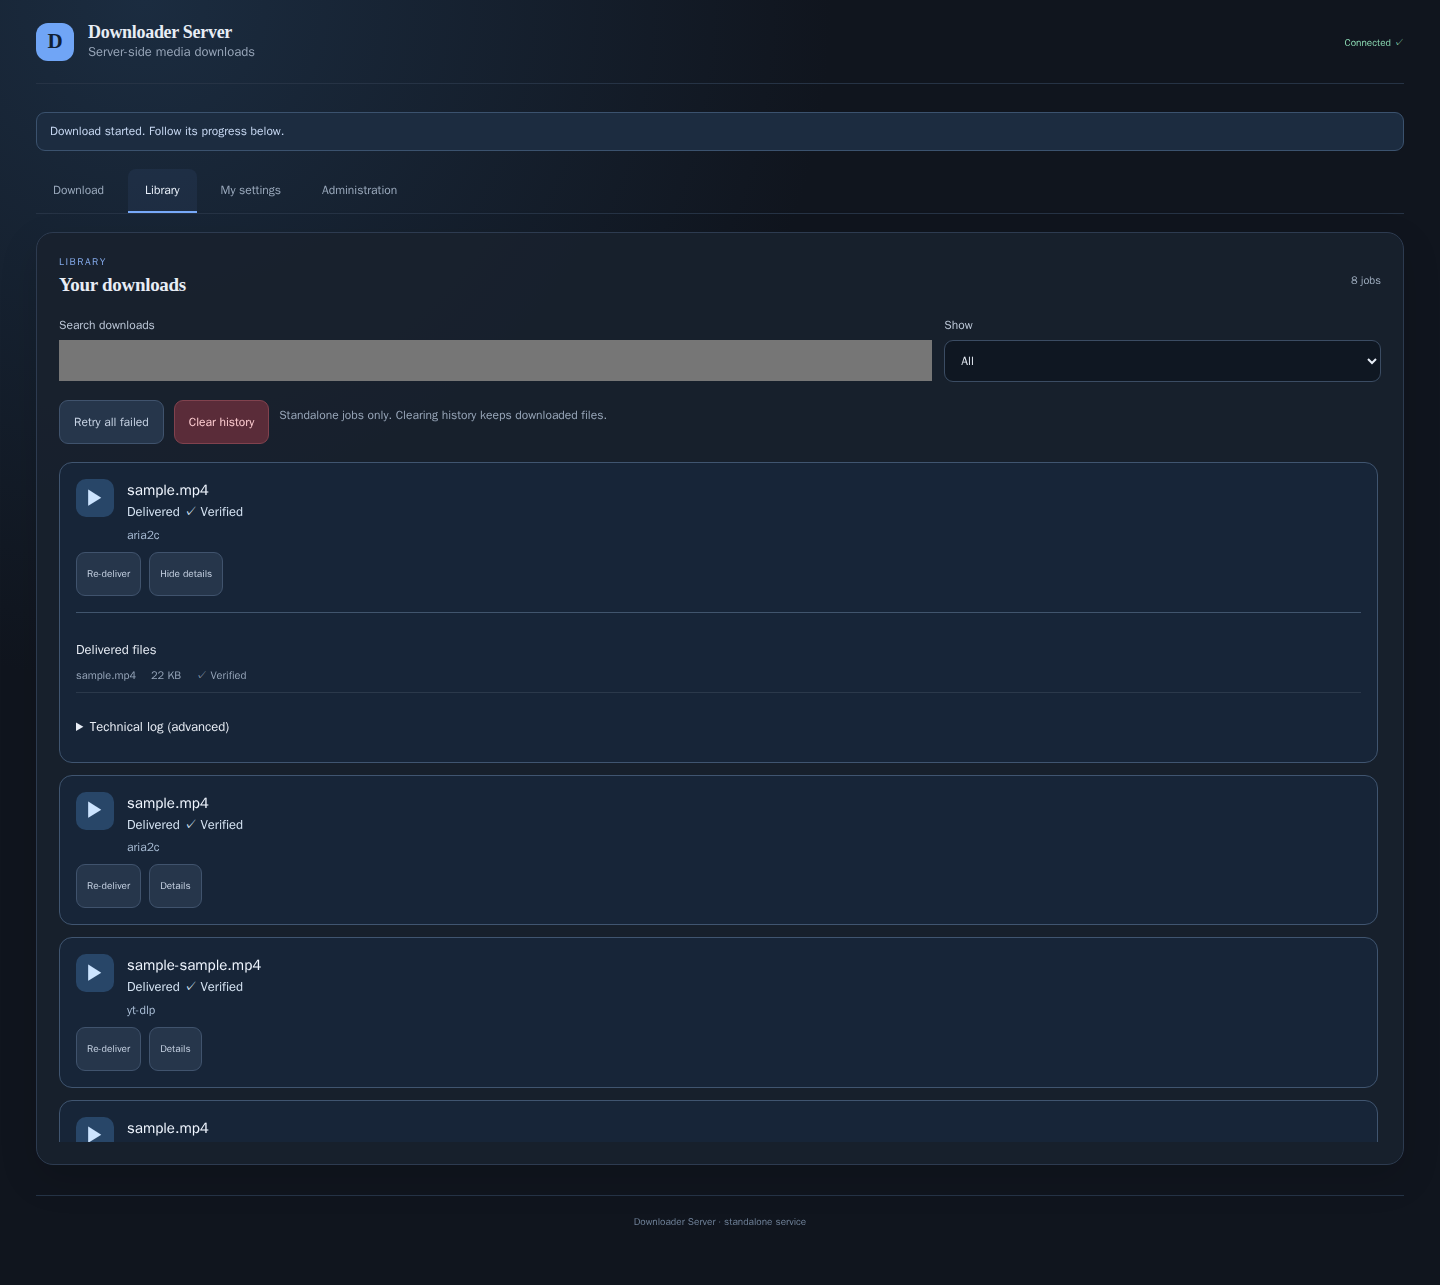 D
Downloader Server
Server-side media downloads
Connected ✓
Download started. Follow its progress below.
Download Library My settings Administration
LIBRARY
Your downloads
8 jobs
Search downloads
Show
All
Retry all failed Clear history Standalone jobs only. Clearing history keeps downloaded files.
sample.mp4
Delivered ✓ Verified
aria2c
Re-deliver Hide details
Delivered files
sample.mp4 22 KB ✓ Verified
Technical log (advanced)
sample.mp4
Delivered ✓ Verified
aria2c
Re-deliver Details
sample-sample.mp4
Delivered ✓ Verified
yt-dlp
Re-deliver Details
sample.mp4
Downloader Server · standalone service